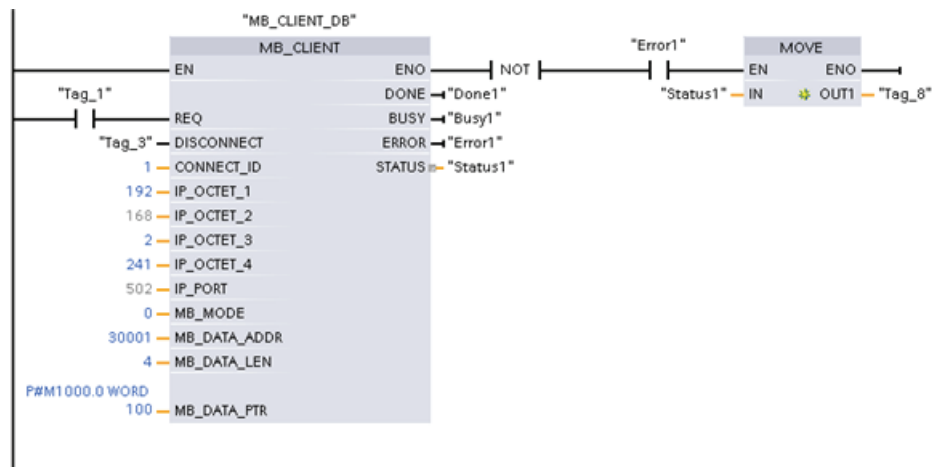 "MB_CLIENT_DB"
MB_CLIENT
"Error1"
MOVE
EN
ENO
NOT
EN
ENO
"Tag_1"
DONE
"Done1"
"Status1"
IN
OUT1
"Tag_8"
REQ
BUSY
"Busy1"
"Tag_3"
DISCONNECT
ERROR
"Error1"
1
CONNECT_ID
STATUS
"Status1"
192
IP_OCTET_1
168
IP_OCTET_2
2
IP_OCTET_3
241
IP_OCTET_4
502
IP_PORT
0
MB_MODE
30001
MB_DATA_ADDR
4
MB_DATA_LEN
P#M1000.0 WORD
100
MB_DATA_PTR